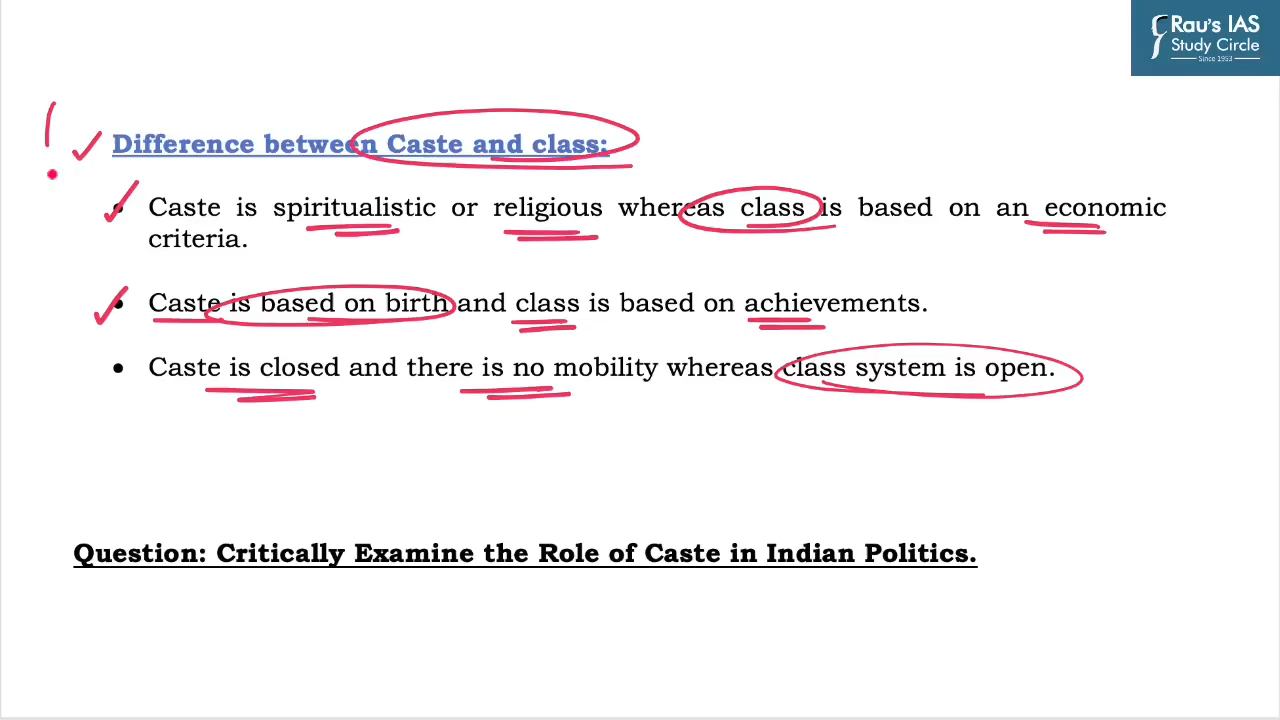 Rau's IAS
Study Circle
Since 1953
Difference between Caste and class:
Caste is spiritualistic or religious whereas class is based on an economic
criteria.
Caste is based on birth and class is based on achievements.
Caste is closed and there is no mobility whereas class system is open.
Question: Critically Examine the Role of Caste in Indian Politics.